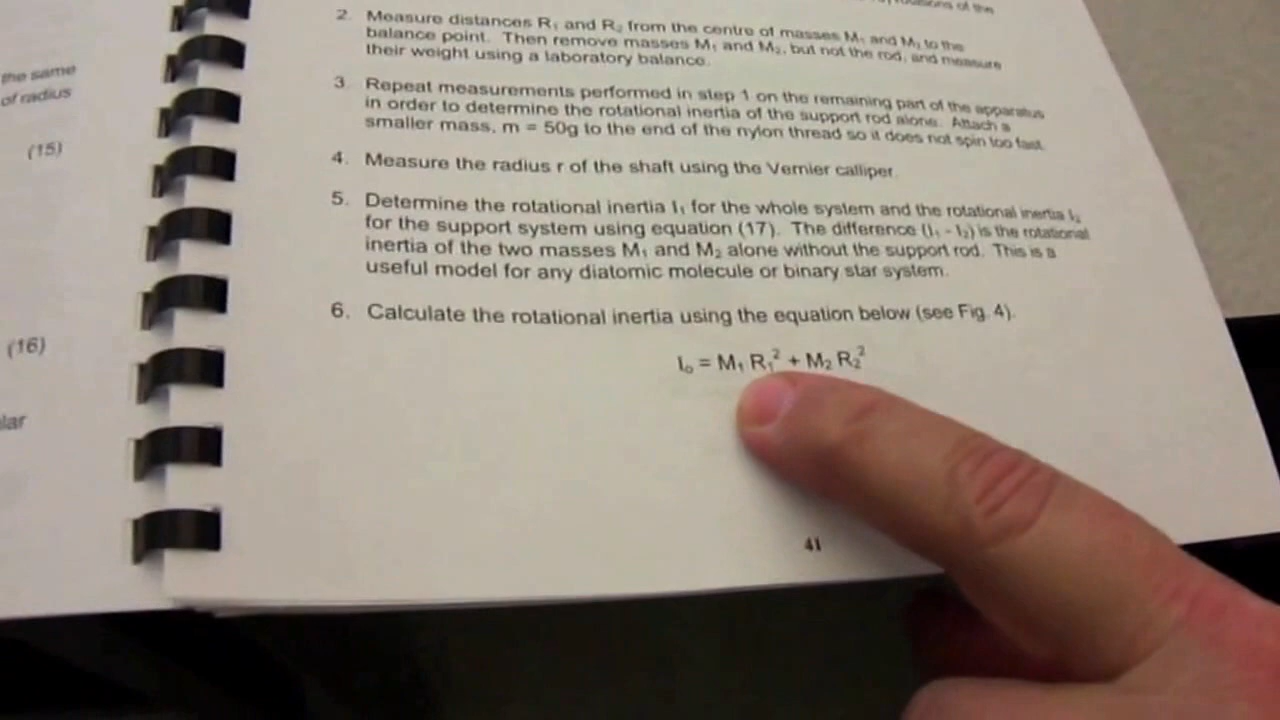 the same
of radius
(15)
(16)
lar
of the
2. Measure distances R₁ and R₂ from the centre of masses M₁ and M₂ to the
balance point. Then remove masses M₁ and M₂, but not the rod, and measure
their weight using a laboratory balance.
3. Repeat measurements performed in step 1 on the remaining part of the apparatus
in order to determine the rotational inertia of the support rod alone. Attach a
smaller mass, m = 50g to the end of the nylon thread so it does not spin too fast.
4. Measure the radius r of the shaft using the Vernier calliper.
5. Determine the rotational inertia I₁ for the whole system and the rotational inertia I₂
for the support system using equation (17). The difference (I₁ - I₂) is the rotational
inertia of the two masses M₁ and M₂ alone without the support rod. This is a
useful model for any diatomic molecule or binary star system.
6. Calculate the rotational inertia using the equation below (see Fig. 4).
I₀ = M₁ R₁² + M₂ R₂²
41